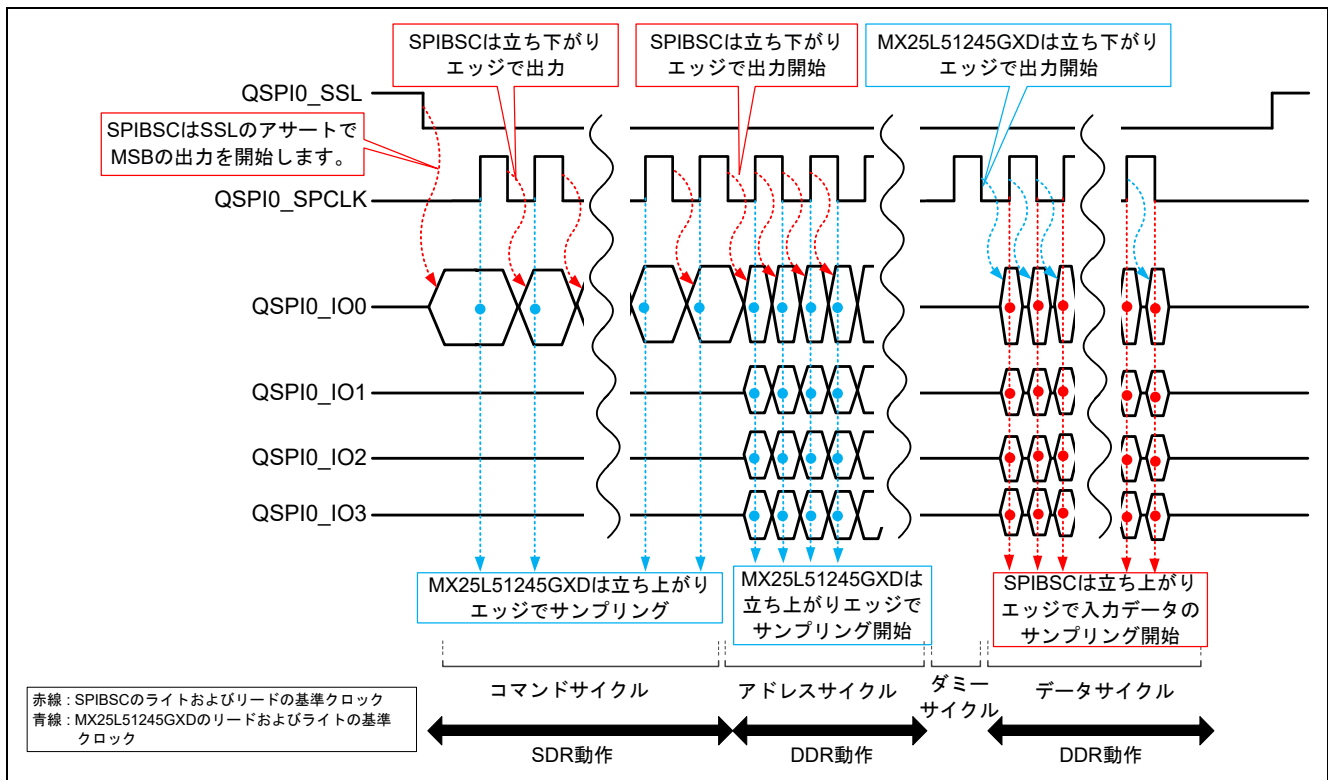 SPIBSCは立ち下がり
エッジで出力
SPIBSCは立ち下がり
エッジで出力開始
MX25L51245GXDは立ち下がり
エッジで出力開始
QSPI0_SSL
SPIBSCはSSLのアサートで
MSBの出力を開始します。
QSPI0_SPCLK
QSPI0_IO0
QSPI0_IO1
QSPI0_IO2
QSPI0_IO3
MX25L51245GXDは立ち上がり
エッジでサンプリング
MX25L51245GXDは
立ち上がりエッジで
サンプリング開始
SPIBSCは立ち上がり
エッジで入力データの
サンプリング開始
コマンドサイクル
アドレスサイクル
ダミー
サイクル
データサイクル
赤線 : SPIBSCのライトおよびリードの基準クロック
青線 : MX25L51245GXDのリードおよびライトの基準
クロック
SDR動作
DDR動作
DDR動作